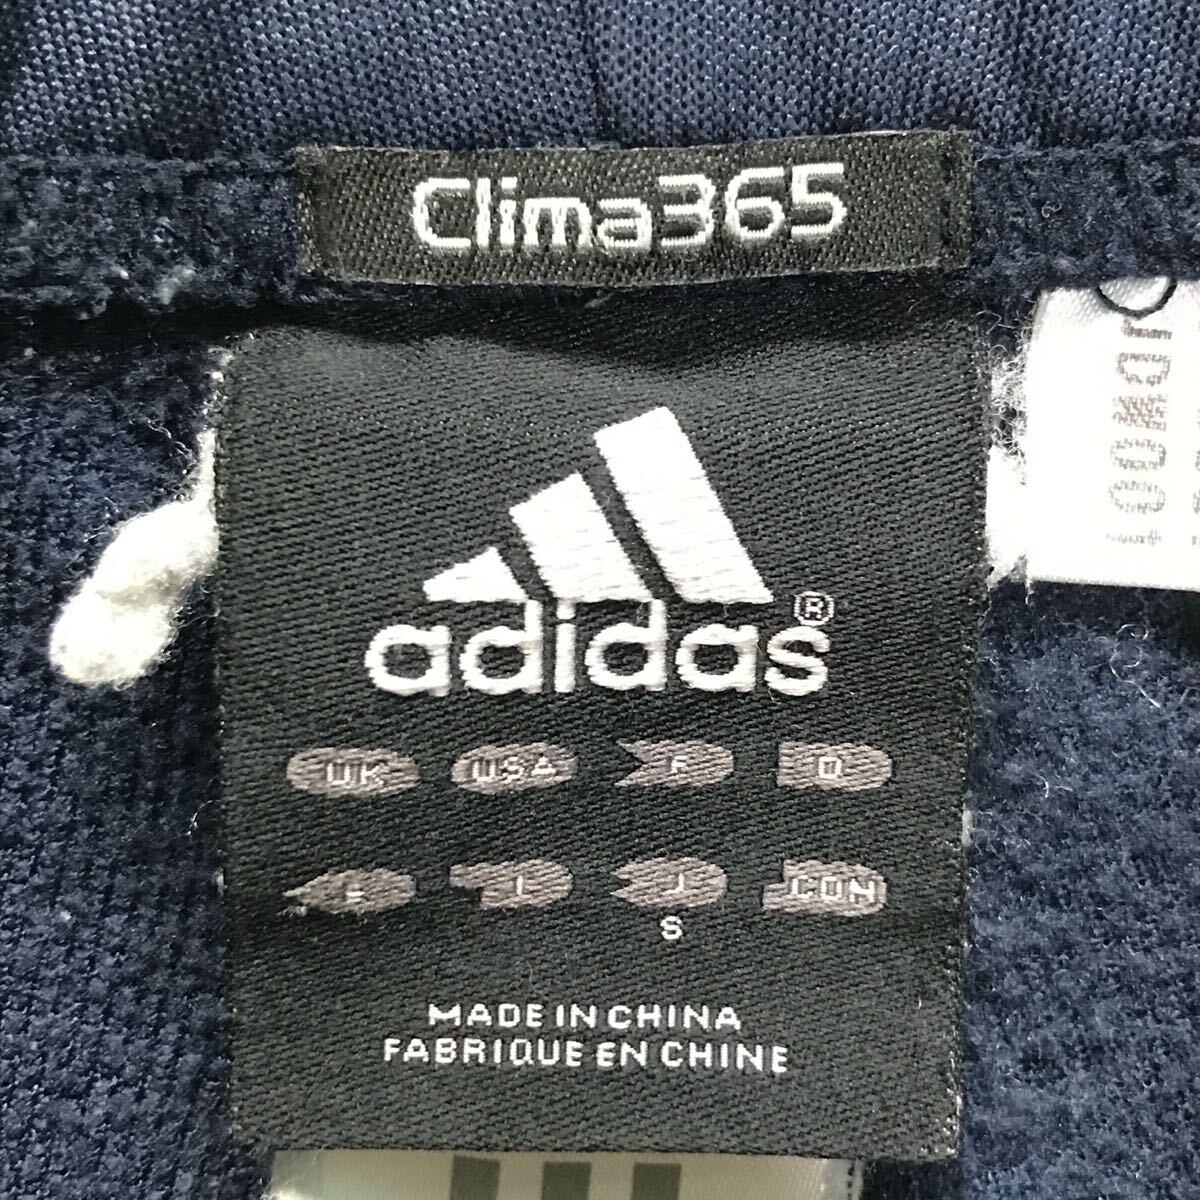 Clima365
adidas®
UK USA F D
E I J CDN
S
MADE IN CHINA
FABRIQUE EN CHINE